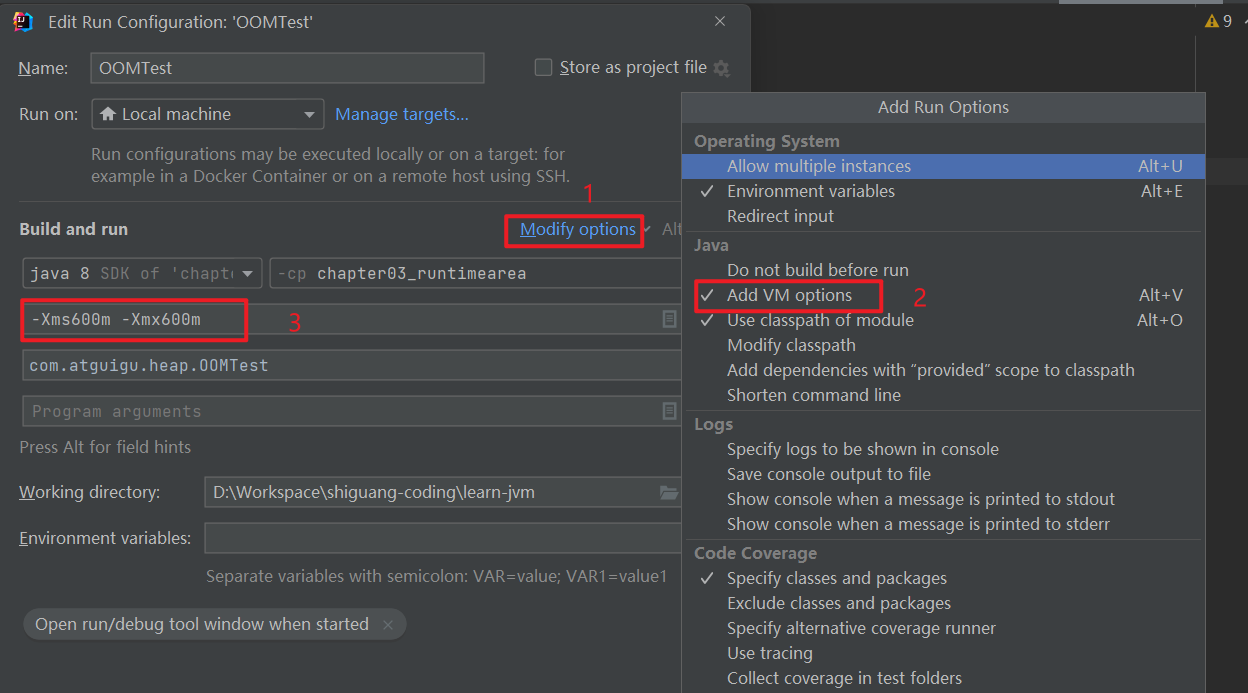 Edit Run Configuration: 'OOMTest'
9
Name: OOMTest Store as project file
Run on: Local machine Manage targets...
Run configurations may be executed locally or on a target: for
example in a Docker Container or on a remote host using SSH.
1
Build and run Modify options Alt
java 8 SDK of 'chapt -cp chapter03_runtimearea
-Xms600m -Xmx600m 3
com.atguigu.heap.OOMTest
Program arguments
Press Alt for field hints
Working directory: D:\Workspace\shiguang-coding\learn-jvm
Environment variables:
Separate variables with semicolon: VAR=value; VAR1=value1
Open run/debug tool window when started
Add Run Options
Operating System
Allow multiple instances Alt+U
Environment variables Alt+E
Redirect input
Java
Do not build before run
Add VM options 2 Alt+V
Use classpath of module Alt+O
Modify classpath
Add dependencies with “provided” scope to classpath
Shorten command line
Logs
Specify logs to be shown in console
Save console output to file
Show console when a message is printed to stdout
Show console when a message is printed to stderr
Code Coverage
Specify classes and packages
Exclude classes and packages
Specify alternative coverage runner
Use tracing
Collect coverage in test folders